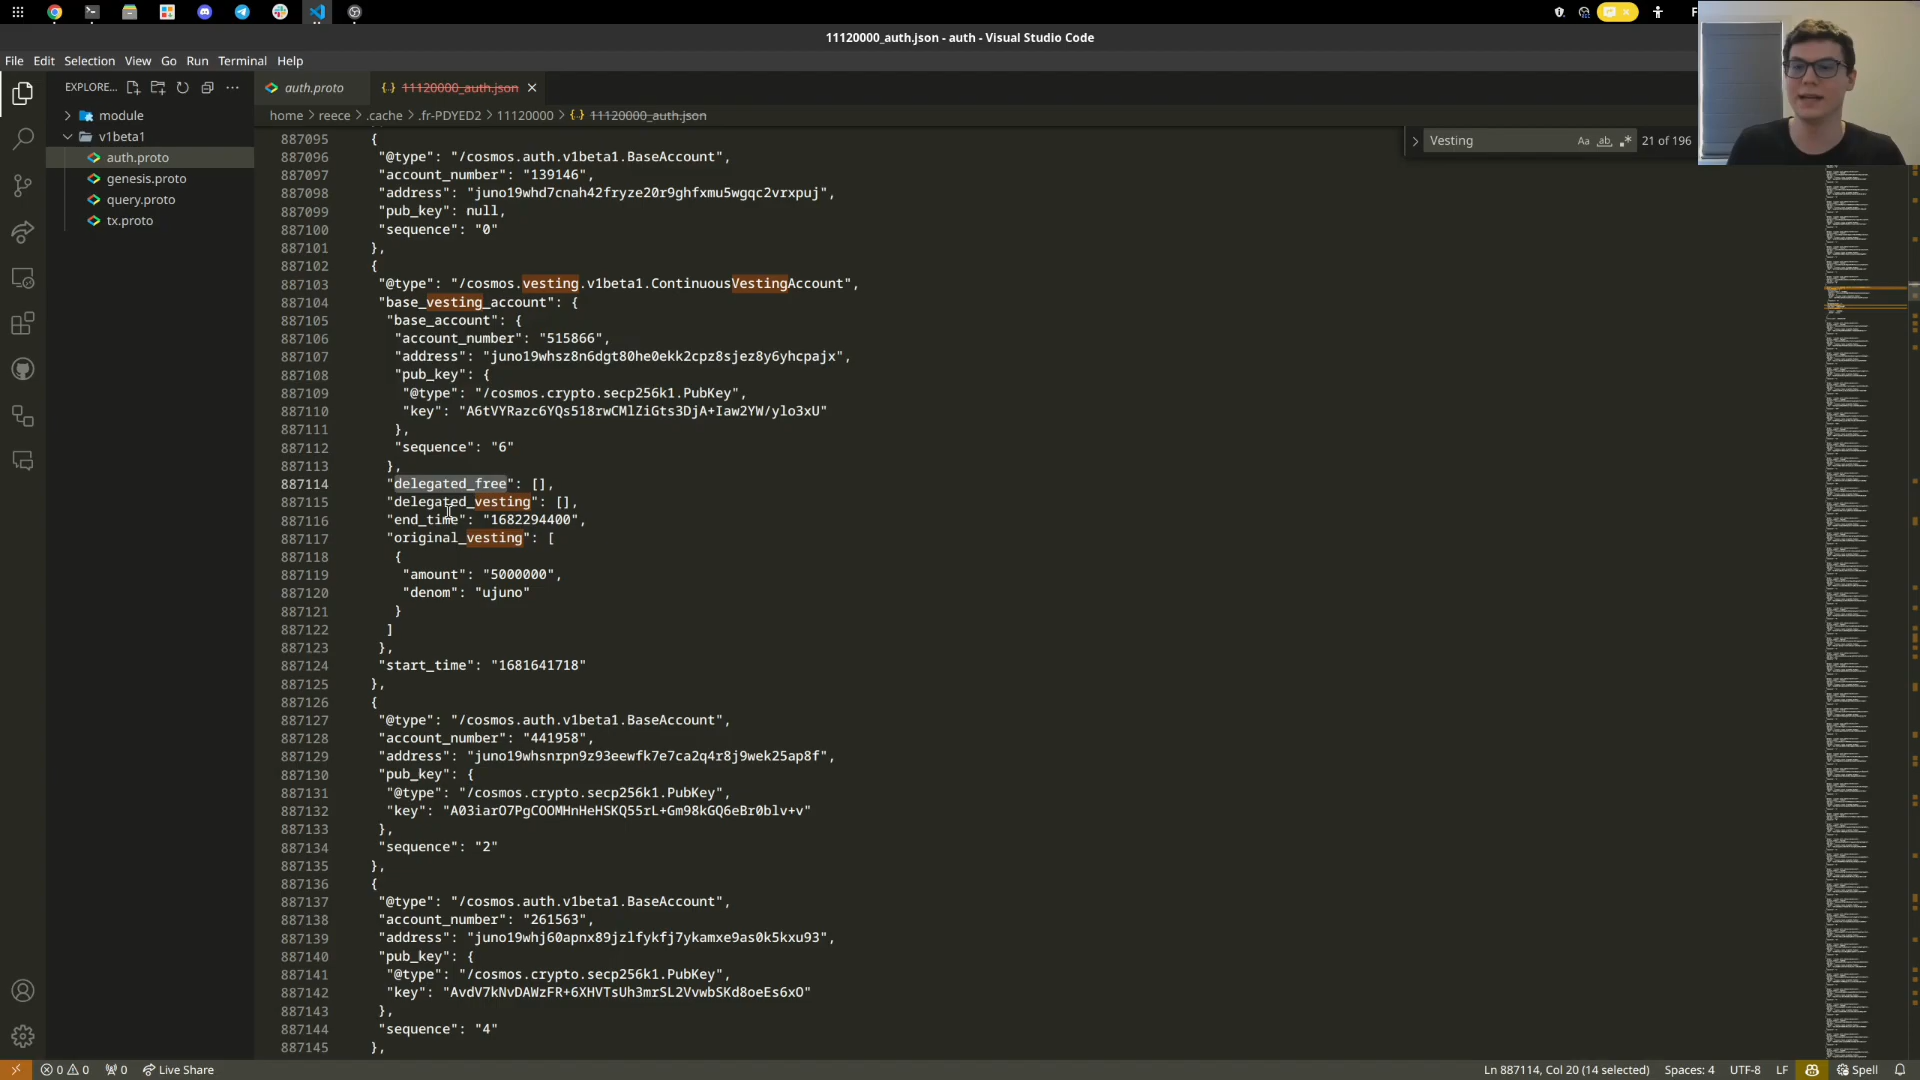 11120000_auth.json - auth - Visual Studio Code
File Edit Selection View Go Run Terminal Help
EXPLORE...
auth.proto
11120000_auth.json
home > reece > .cache > .fr-PDYED2 > 11120000 > 11120000_auth.json
module
v1beta1
auth.proto
genesis.proto
query.proto
tx.proto
Vesting
Aa ab
21 of 196
887095 {
887096 "@type": "/cosmos.auth.v1beta1.BaseAccount",
887097 "account_number": "139146",
887098 "address": "juno19whd7cnah42fryze20r9ghfxmu5wgqc2vrxpuj",
887099 "pub_key": null,
887100 "sequence": "0"
887101 },
887102 {
887103 "@type": "/cosmos.vesting.v1beta1.ContinuousVestingAccount",
887104 "base_vesting_account": {
887105 "base_account": {
887106 "account_number": "515866",
887107 "address": "juno19whsz8n6dgt80he0ekk2cpz8sjez8y6yhcpajx",
887108 "pub_key": {
887109 "@type": "/cosmos.crypto.secp256k1.PubKey",
887110 "key": "A6tVYRazc6YQs518rwCMlZiGts3DjA+Iaw2YW/ylo3xU"
887111 },
887112 "sequence": "6"
887113 },
887114 "delegated_free": [],
887115 "delegated_vesting": [],
887116 "end_time": "1682294400",
887117 "original_vesting": [
887118 {
887119 "amount": "5000000",
887120 "denom": "ujuno"
887121 }
887122 ]
887123 },
887124 "start_time": "1681641718"
887125 },
887126 {
887127 "@type": "/cosmos.auth.v1beta1.BaseAccount",
887128 "account_number": "441958",
887129 "address": "juno19whsnrpn9z93eewfk7e7ca2q4r8j9wek25ap8f",
887130 "pub_key": {
887131 "@type": "/cosmos.crypto.secp256k1.PubKey",
887132 "key": "A03iarO7PgCOOMHnHeHSKQ55rL+Gm98kGQ6eBr0blv+v"
887133 },
887134 "sequence": "2"
887135 },
887136 {
887137 "@type": "/cosmos.auth.v1beta1.BaseAccount",
887138 "account_number": "261563",
887139 "address": "juno19whj60apnx89jzlfykfj7ykamxe9as0k5kxu93",
887140 "pub_key": {
887141 "@type": "/cosmos.crypto.secp256k1.PubKey",
887142 "key": "AvdV7kNvDAWzFR+6XHVTsUh3mrSL2VvwbSKd8oeEs6xO"
887143 },
887144 "sequence": "4"
887145 },
0 0 0 Live Share
Ln 887114, Col 20 (14 selected) Spaces: 4 UTF-8 LF Spell